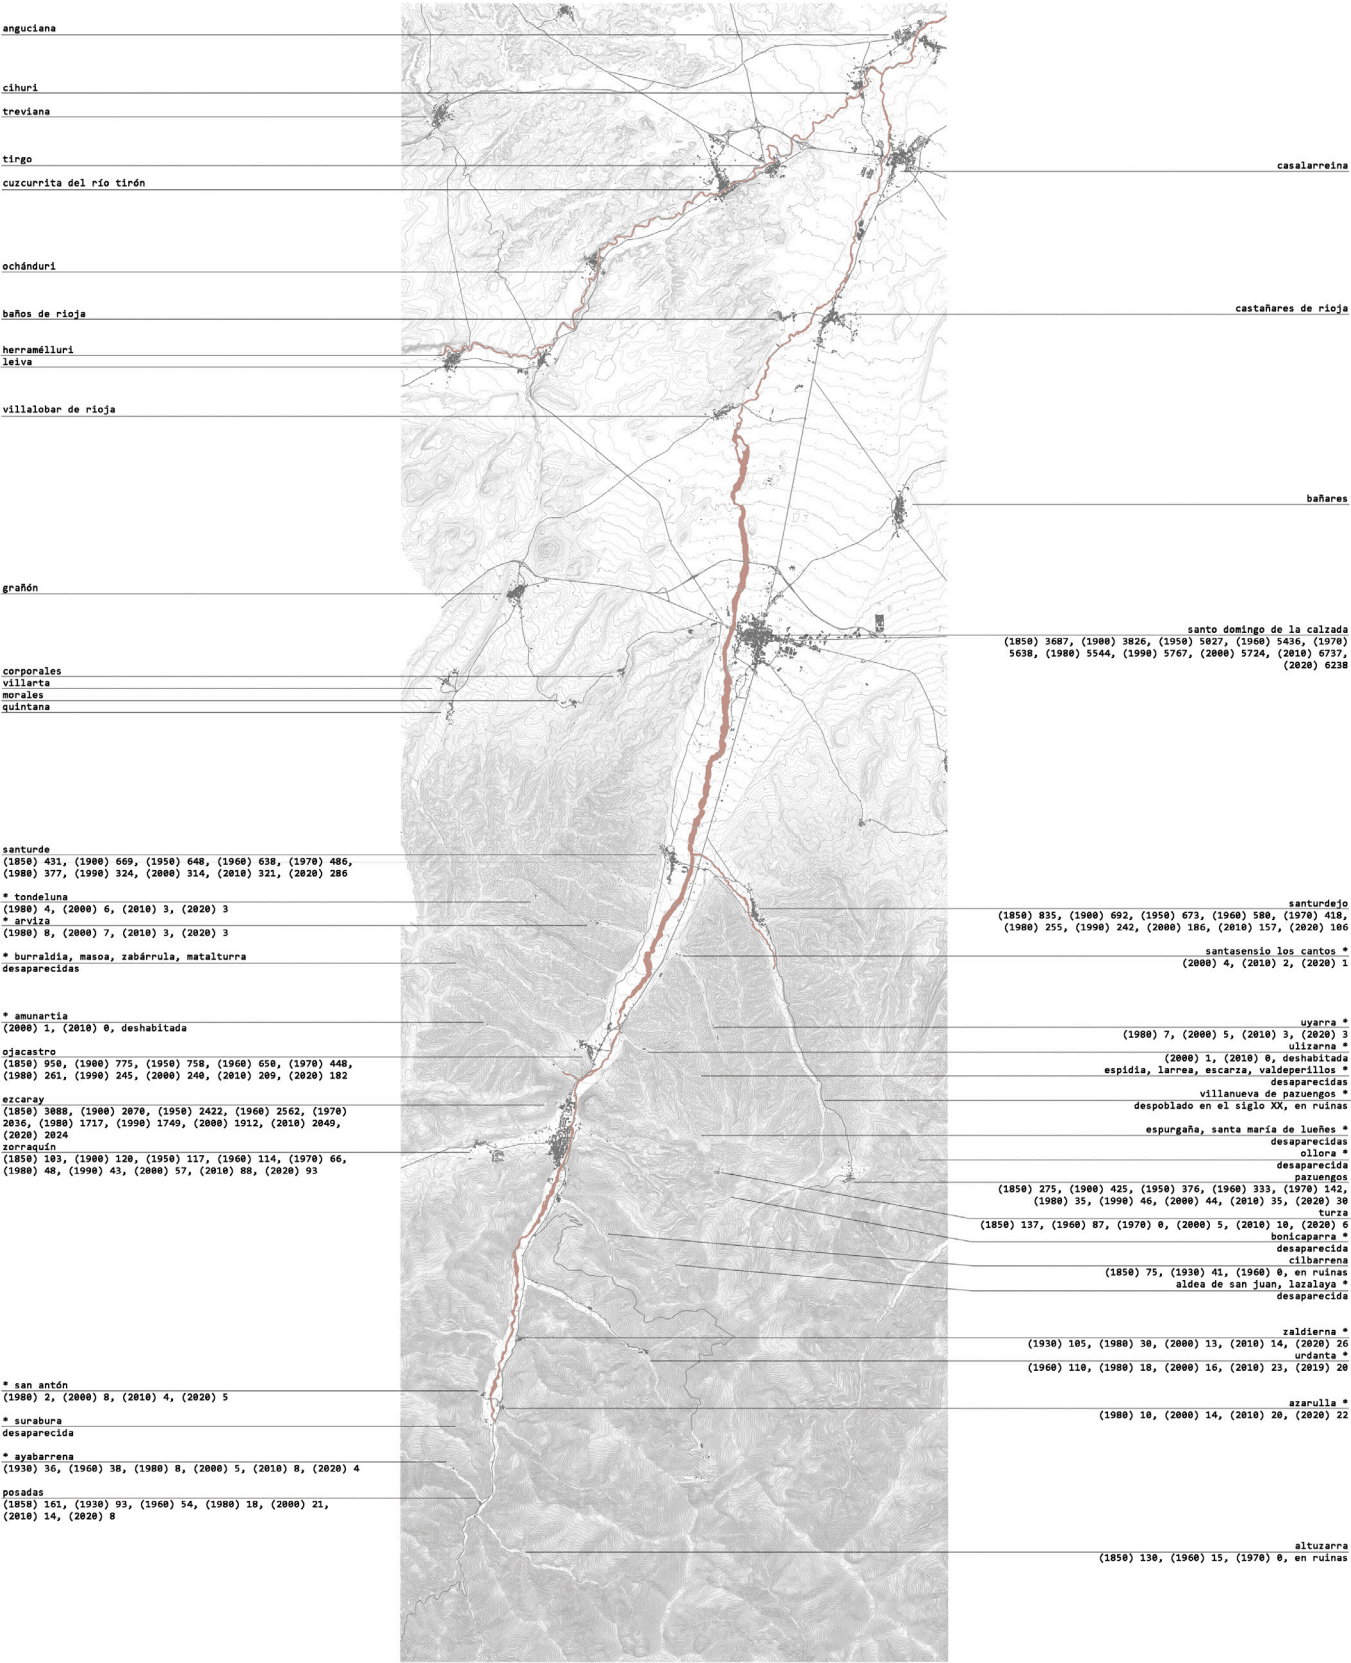 anguciana
cihuri
treviana
tirgo
cuzcurrita del río tirón
ochánduri
baños de rioja
herramélluri
leiva
villalobar de rioja
grañón
corporales
villarta
morales
quintana
santurde
(1850) 431, (1900) 669, (1950) 648, (1960) 638, (1970) 486,
(1980) 377, (1990) 324, (2000) 314, (2010) 321, (2020) 286
* tondeluna
(1980) 4, (2000) 6, (2010) 3, (2020) 3
* arviza
(1980) 8, (2000) 7, (2010) 3, (2020) 3
* burraldia, masoa, zabárrula, matalturra
desaparecidas
* amunartia
(2000) 1, (2010) 0, deshabitada
ojacastro
(1850) 950, (1900) 775, (1950) 758, (1960) 650, (1970) 448,
(1980) 261, (1990) 245, (2000) 240, (2010) 209, (2020) 182
ezcaray
(1850) 3088, (1900) 2070, (1950) 2422, (1960) 2562, (1970)
2036, (1980) 1717, (1990) 1749, (2000) 1912, (2010) 2049,
(2020) 2024
zorraquín
(1850) 103, (1900) 120, (1950) 117, (1960) 114, (1970) 66,
(1980) 48, (1990) 43, (2000) 57, (2010) 88, (2020) 93
* san antón
(1980) 2, (2000) 8, (2010) 4, (2020) 5
* surabura
desaparecida
* ayabarrena
(1930) 36, (1960) 38, (1980) 8, (2000) 5, (2010) 8, (2020) 4
posadas
(1858) 161, (1930) 93, (1960) 54, (1980) 18, (2000) 21,
(2010) 14, (2020) 8
casalarreina
castañares de rioja
bañares
santo domingo de la calzada
(1850) 3687, (1900) 3826, (1950) 5027, (1960) 5436, (1970)
5638, (1980) 5544, (1990) 5767, (2000) 5724, (2010) 6737,
(2020) 6238
santurdejo
(1850) 835, (1900) 692, (1950) 673, (1960) 580, (1970) 418,
(1980) 255, (1990) 242, (2000) 186, (2010) 157, (2020) 106
santasensio los cantos *
(2000) 4, (2010) 2, (2020) 1
uyarra *
(1980) 7, (2000) 5, (2010) 3, (2020) 3
ulizarna *
(2000) 1, (2010) 0, deshabitada
espidia, larrea, escarza, valdeperillos *
desaparecidas
villanueva de pazuengos *
despoblado en el siglo XX, en ruinas
espurgaña, santa maría de lueñes *
desaparecidas
ollora *
desaparecida
pazuengos
(1850) 275, (1900) 425, (1950) 376, (1960) 333, (1970) 142,
(1980) 35, (1990) 46, (2000) 44, (2010) 35, (2020) 30
turza
(1850) 137, (1960) 87, (1970) 0, (2000) 5, (2010) 10, (2020) 6
bonicaparra *
desaparecida
cilbarrena
(1850) 75, (1930) 41, (1960) 0, en ruinas
aldea de san juan, lazalaya *
desaparecida
zaldierna *
(1930) 105, (1980) 30, (2000) 13, (2010) 14, (2020) 26
urdanta *
(1960) 110, (1980) 18, (2000) 16, (2010) 23, (2019) 20
azarulla *
(1980) 10, (2000) 14, (2010) 20, (2020) 22
altuzarra
(1850) 130, (1960) 15, (1970) 0, en ruinas